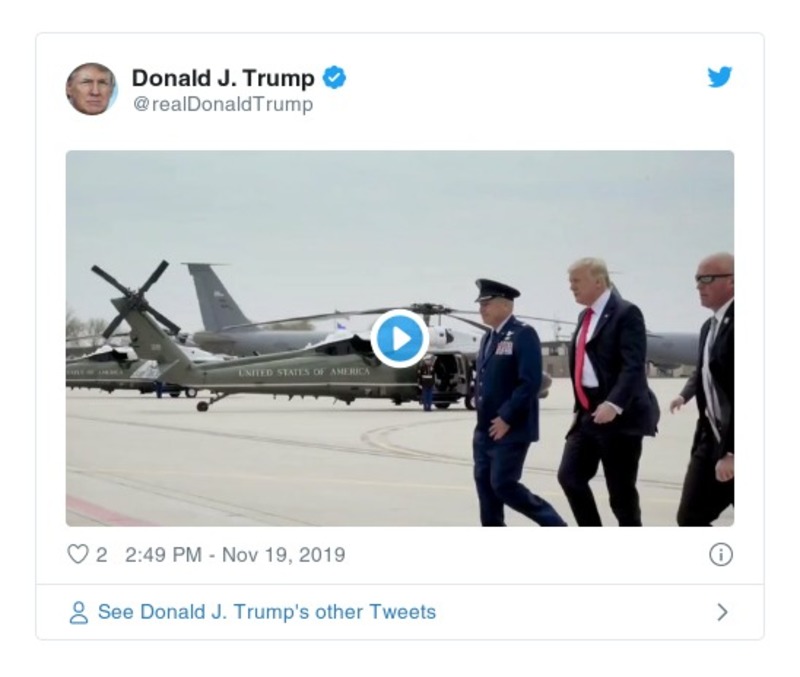 Donald J. Trump
@realDonaldTrump
UNITED STATES OF AMERICA
2 2:49 PM - Nov 19, 2019
See Donald J. Trump's other Tweets